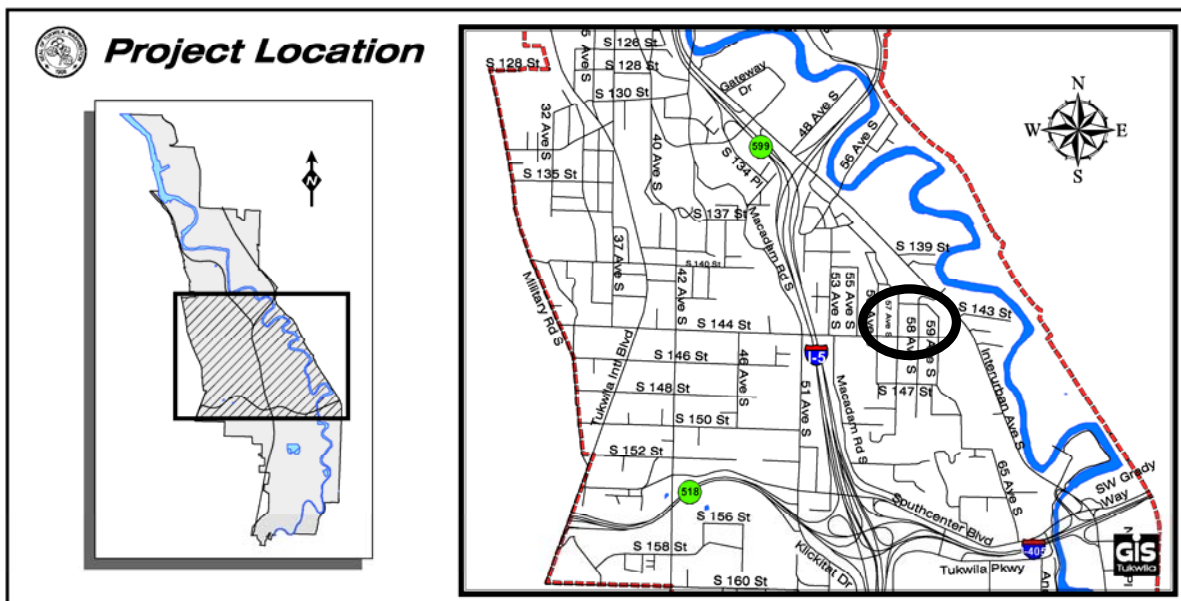 Project Location
SEAL OF TUKWILA, WASHINGTON
1908
N
S 126 St
S 128 St
S 128 St
S 130 St
Gateway
Dr
48 Ave S
56 Ave S
32 Ave S
40 Ave S
599
S 134 Pl
S 135 St
S 137 St
Macadam Rd S
37 Ave S
S 139 St
S 140 St
42 Ave S
Military Rd S
53 Ave S
55 Ave S
57 Ave S
58 Ave S
59 Ave S
S 143 St
S 144 St
Tukwila Intl Blvd
I-5
S 146 St
46 Ave S
S 147 St
S 148 St
51 Ave S
Macadam Rd S
Interurban Ave S
S 150 St
S 152 St
65 Ave S
SW Grady
Way
518
Southcenter Blvd
S 156 St
S 158 St
Klickitat Dr
-405
Tukwila Pkwy
S 160 St
N
W E
S
GIS
Tukwila